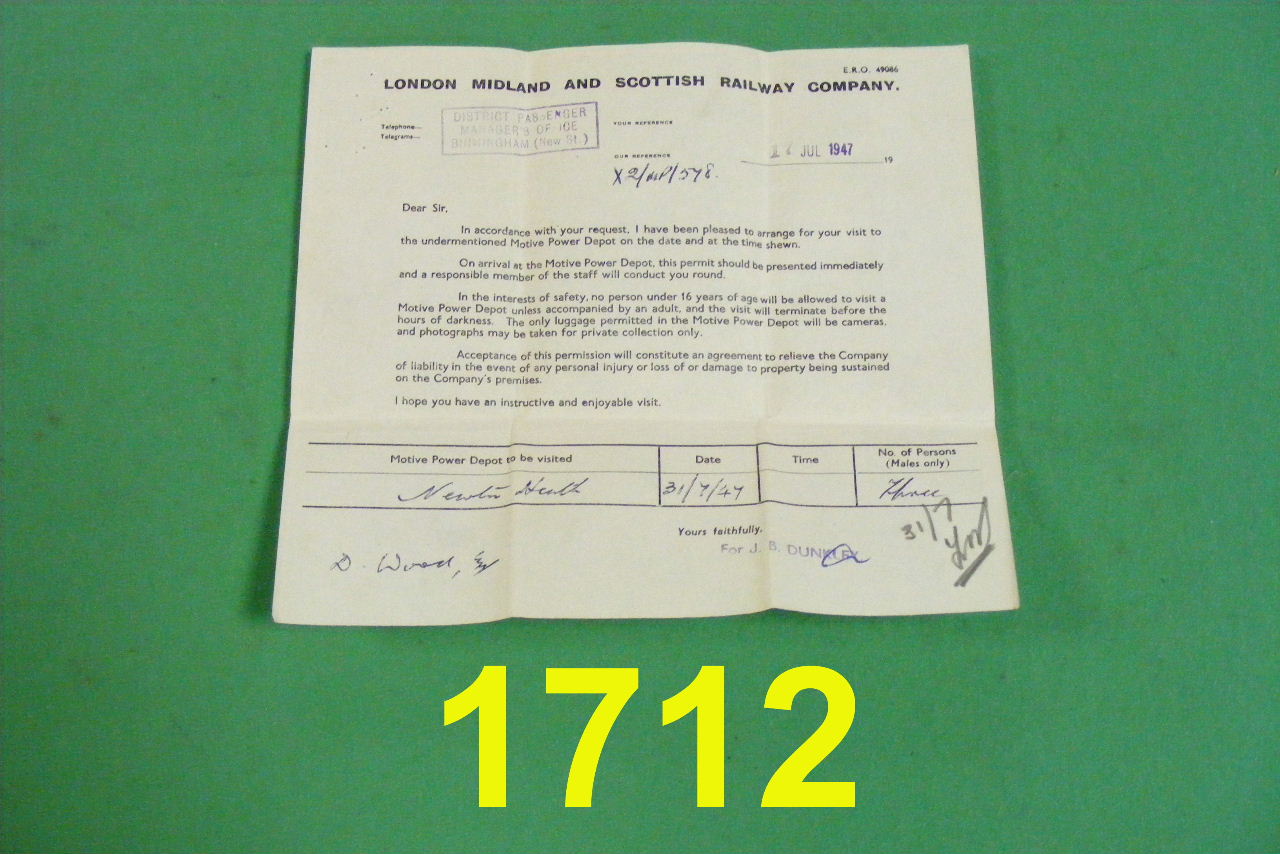 E.R.O. 49086
LONDON MIDLAND AND SCOTTISH RAILWAY COMPANY.
Telephone—
Telegrams—
DISTRICT PASSENGER
MANAGER'S OFFICE
BIRMINGHAM (New St.)
YOUR REFERENCE
OUR REFERENCE
X2/MP/578.
JUL 1947
19
Dear Sir,
In accordance with your request, I have been pleased to arrange for your visit to
the undermentioned Motive Power Depot on the date and at the time shewn.
On arrival at the Motive Power Depot, this permit should be presented immediately
and a responsible member of the staff will conduct you round.
In the interests of safety, no person under 16 years of age will be allowed to visit a
Motive Power Depot unless accompanied by an adult, and the visit will terminate before the
hours of darkness. The only luggage permitted in the Motive Power Depot will be cameras,
and photographs may be taken for private collection only.
Acceptance of this permission will constitute an agreement to relieve the Company
of liability in the event of any personal injury or loss of or damage to property being sustained
on the Company's premises.
I hope you have an instructive and enjoyable visit.
Motive Power Depot to be visited Date Time No. of Persons
(Males only)
Newton Heath 31/7/47 Three
31/7
Yours faithfully,
For J. B. DUNKLEY
D. Wood, Esq
1712